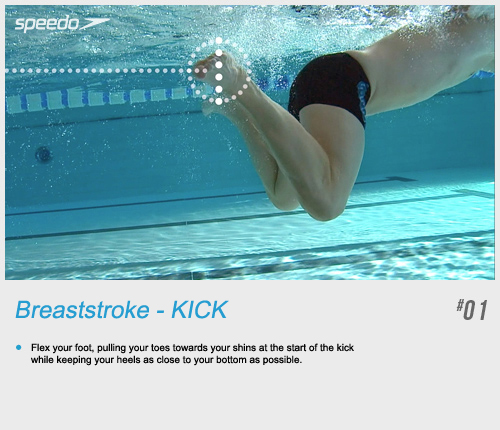 speedo
Breaststroke - KICK
#01
Flex your foot, pulling your toes towards your shins at the start of the kick
while keeping your heels as close to your bottom as possible.